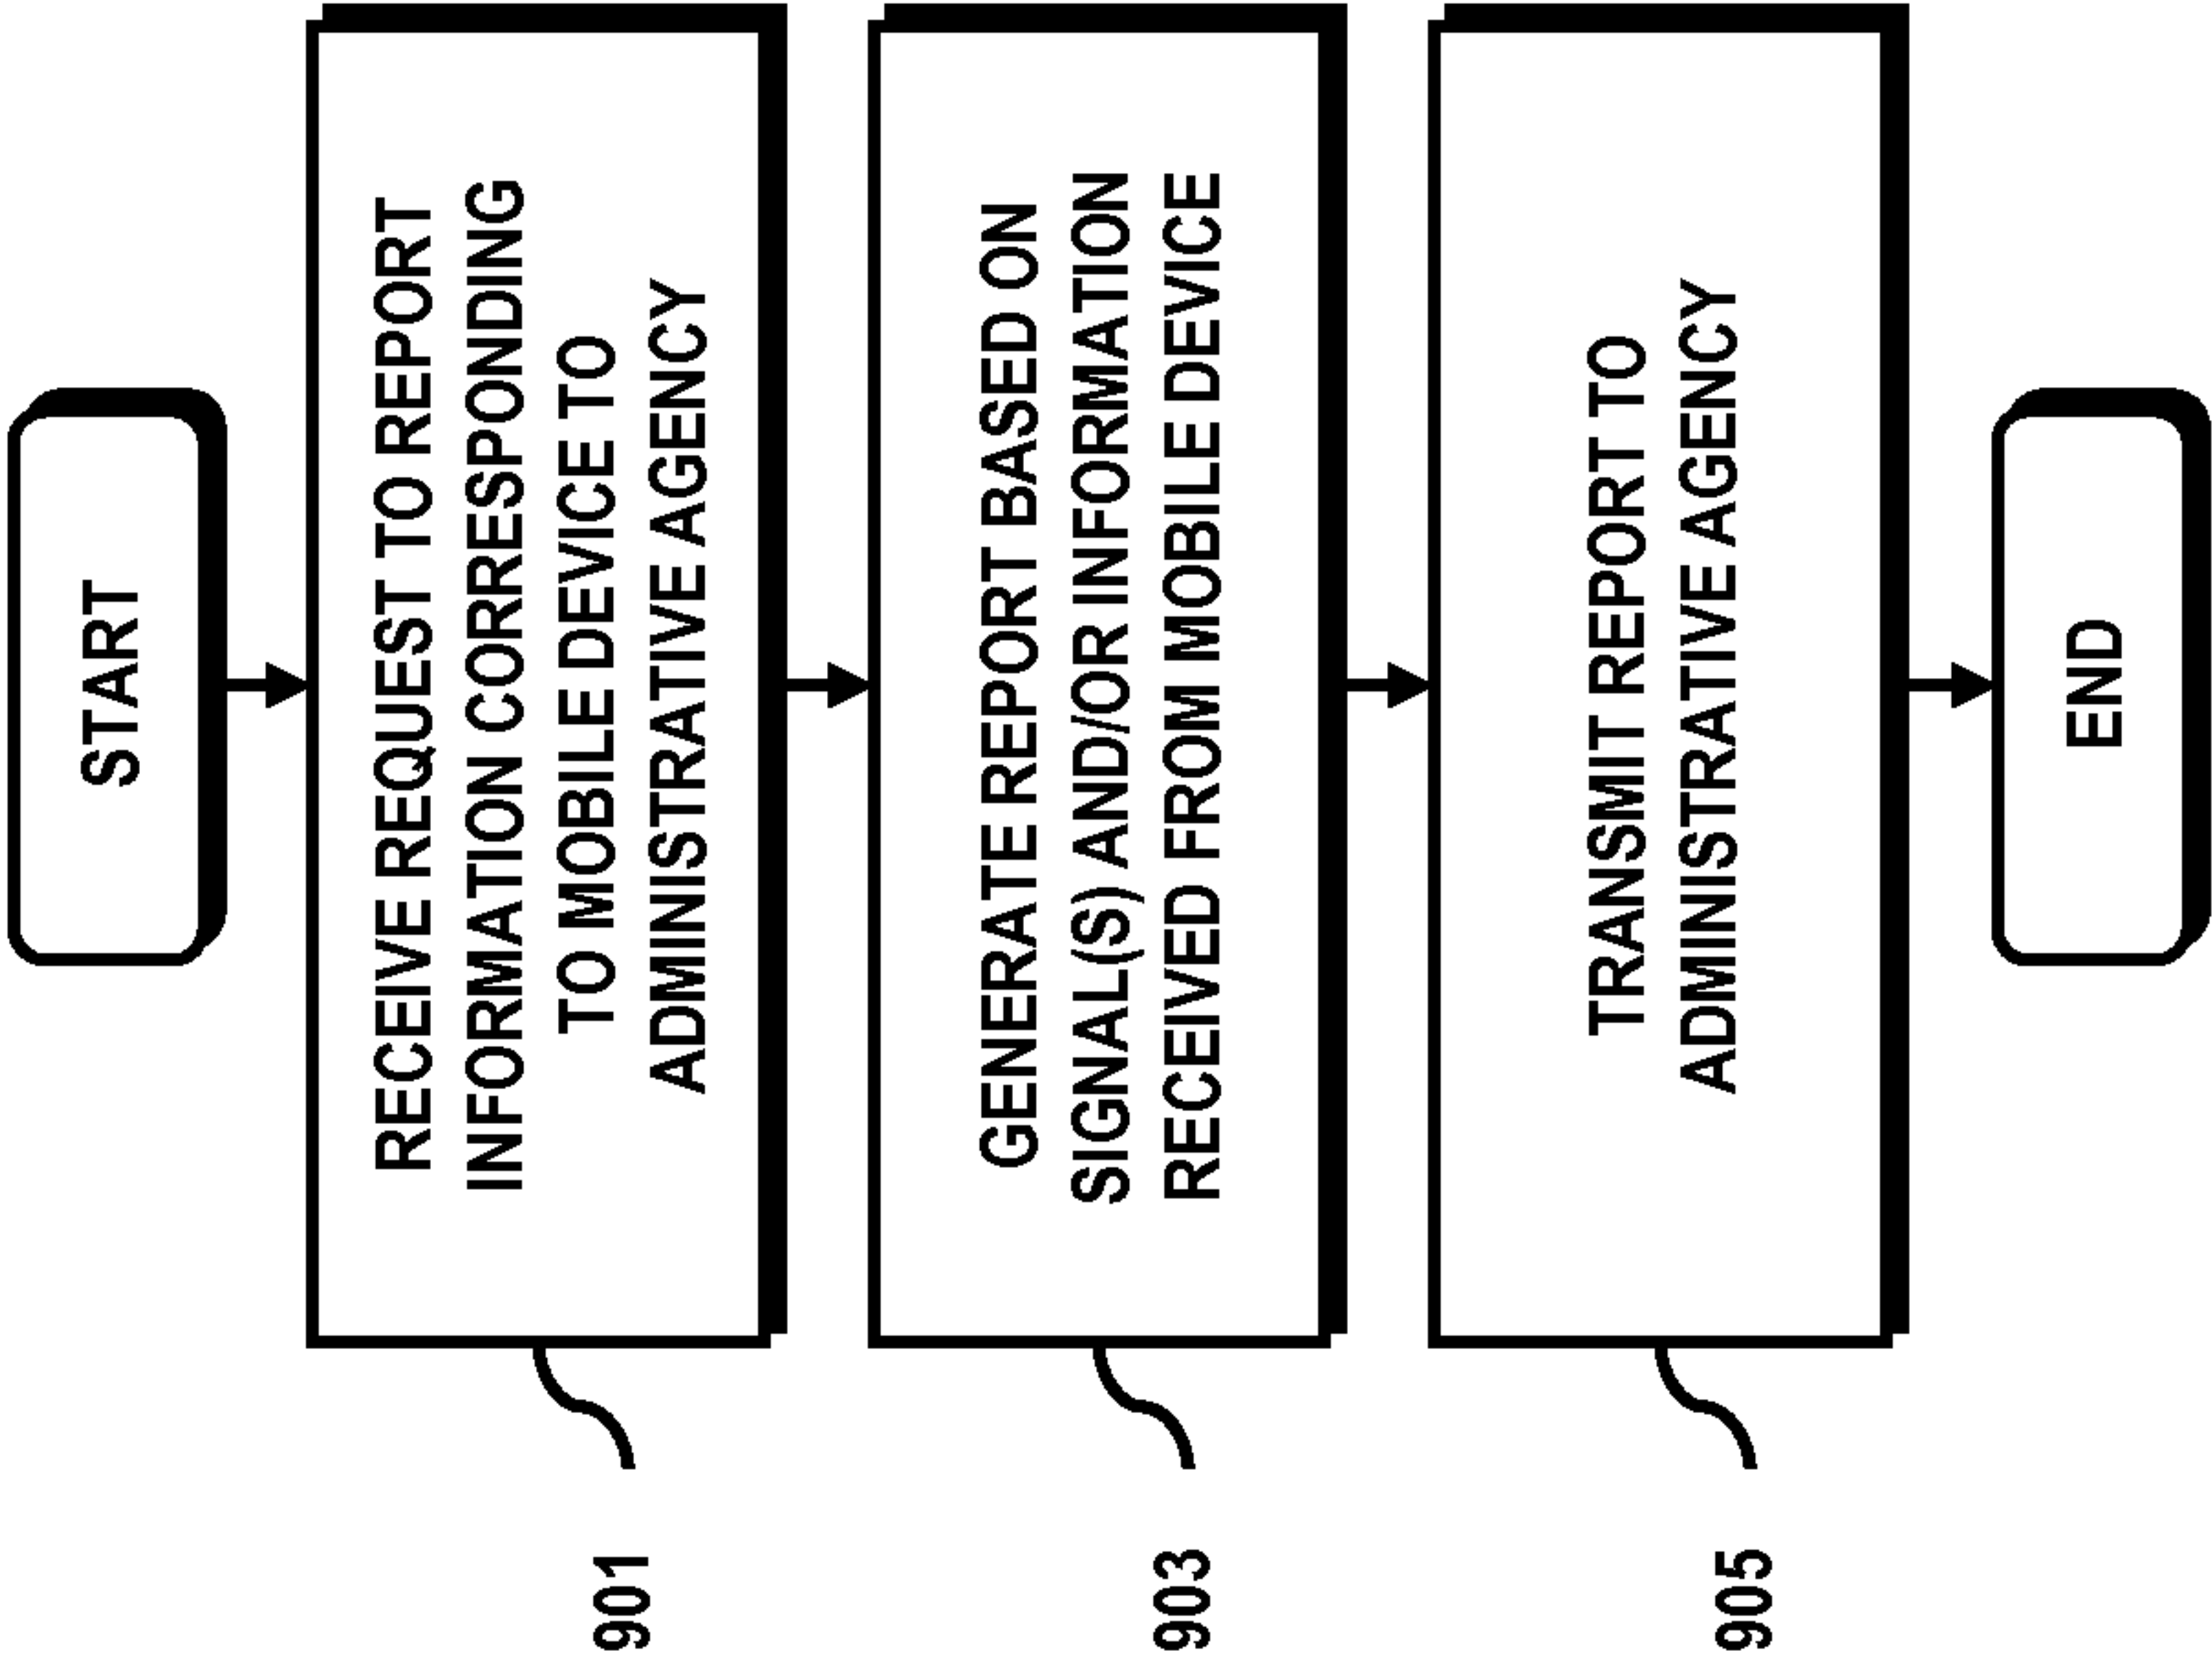 START
RECEIVE REQUEST TO REPORT
INFORMATION CORRESPONDING
TO MOBILE DEVICE TO
ADMINISTRATIVE AGENCY
901
GENERATE REPORT BASED ON
SIGNAL(S) AND/OR INFORMATION
RECEIVED FROM MOBILE DEVICE
903
TRANSMIT REPORT TO
ADMINISTRATIVE AGENCY
905
END